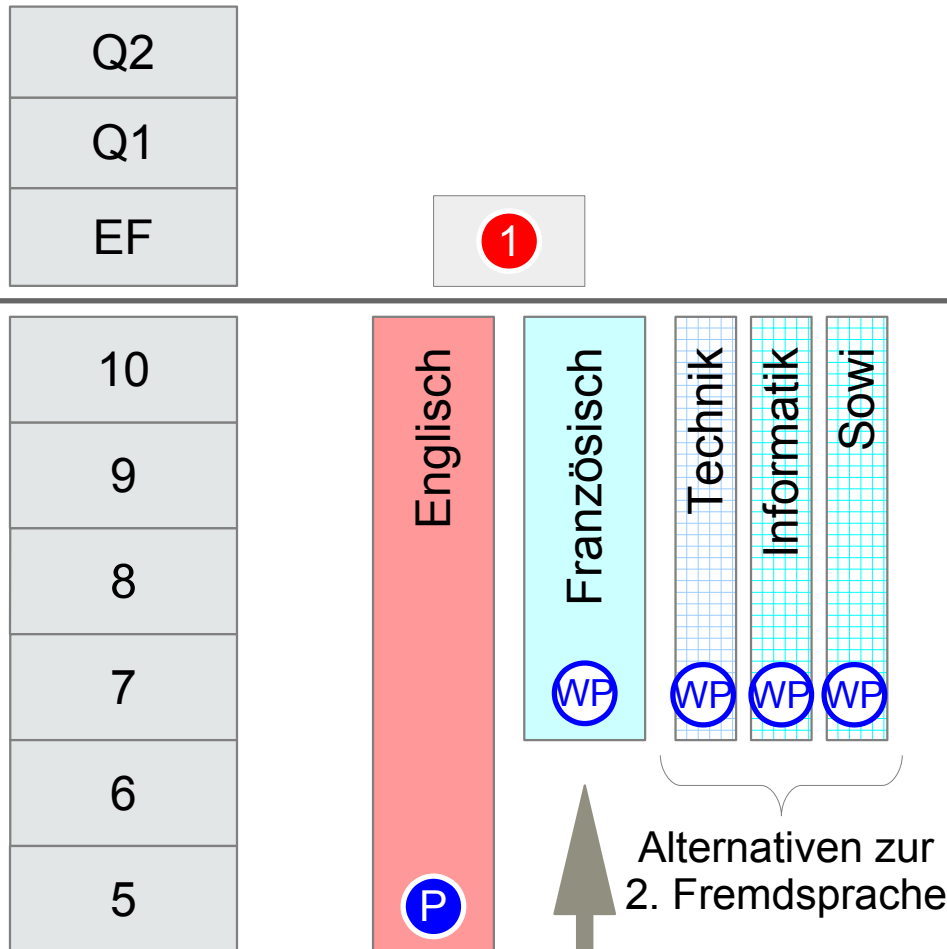 Q2
Q1
EF
1
10
9
8
7
6
5
Englisch
P
Französisch
WP
Technik
WP
Informatik
WP
Sowi
WP
Alternativen zur
2. Fremdsprache